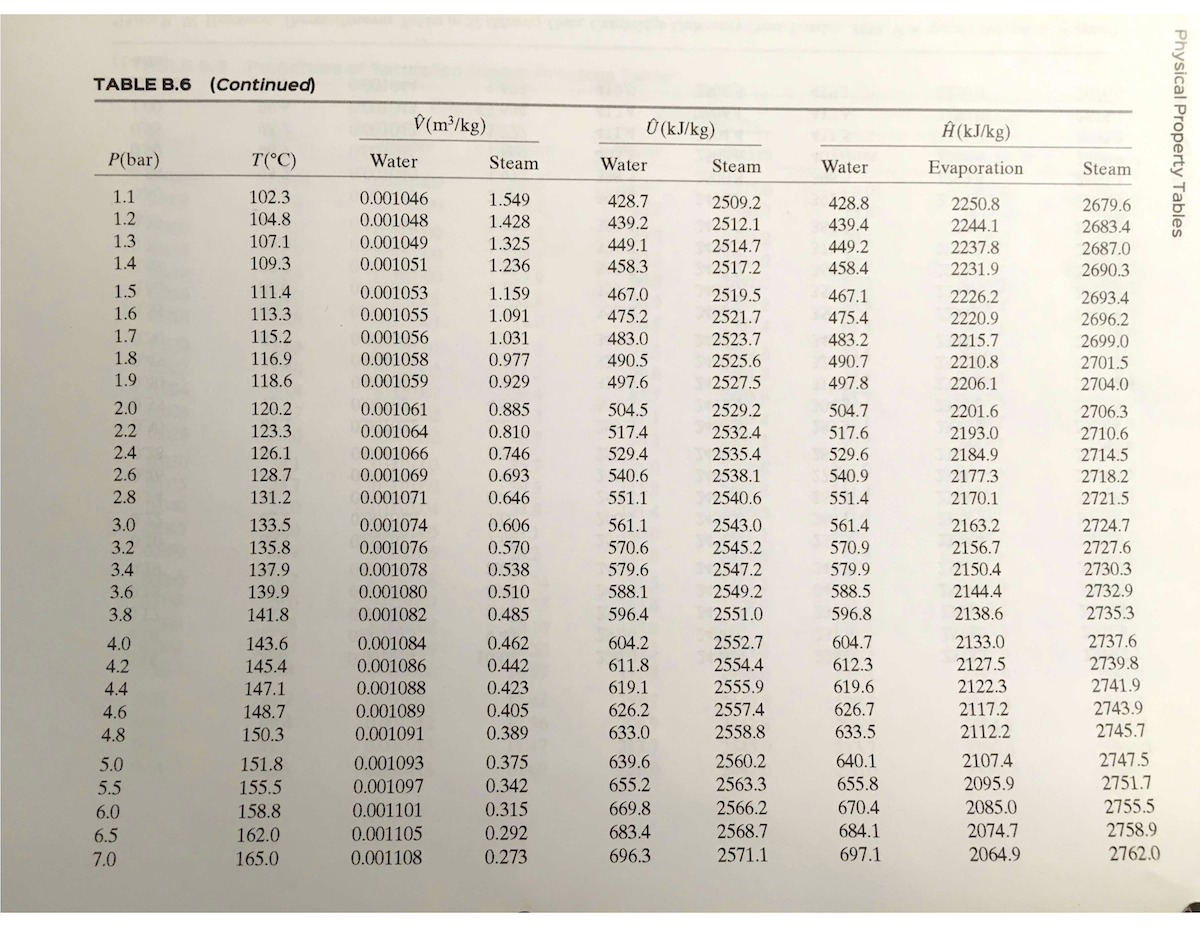 TABLE B.6 (Continued)
V̂(m³/kg) Û(kJ/kg) Ĥ(kJ/kg)
P(bar) T(°C) Water Steam Water Steam Water Evaporation Steam
1.1 102.3 0.001046 1.549 428.7 2509.2 428.8 2250.8 2679.6
1.2 104.8 0.001048 1.428 439.2 2512.1 439.4 2244.1 2683.4
1.3 107.1 0.001049 1.325 449.1 2514.7 449.2 2237.8 2687.0
1.4 109.3 0.001051 1.236 458.3 2517.2 458.4 2231.9 2690.3
1.5 111.4 0.001053 1.159 467.0 2519.5 467.1 2226.2 2693.4
1.6 113.3 0.001055 1.091 475.2 2521.7 475.4 2220.9 2696.2
1.7 115.2 0.001056 1.031 483.0 2523.7 483.2 2215.7 2699.0
1.8 116.9 0.001058 0.977 490.5 2525.6 490.7 2210.8 2701.5
1.9 118.6 0.001059 0.929 497.6 2527.5 497.8 2206.1 2704.0
2.0 120.2 0.001061 0.885 504.5 2529.2 504.7 2201.6 2706.3
2.2 123.3 0.001064 0.810 517.4 2532.4 517.6 2193.0 2710.6
2.4 126.1 0.001066 0.746 529.4 2535.4 529.6 2184.9 2714.5
2.6 128.7 0.001069 0.693 540.6 2538.1 540.9 2177.3 2718.2
2.8 131.2 0.001071 0.646 551.1 2540.6 551.4 2170.1 2721.5
3.0 133.5 0.001074 0.606 561.1 2543.0 561.4 2163.2 2724.7
3.2 135.8 0.001076 0.570 570.6 2545.2 570.9 2156.7 2727.6
3.4 137.9 0.001078 0.538 579.6 2547.2 579.9 2150.4 2730.3
3.6 139.9 0.001080 0.510 588.1 2549.2 588.5 2144.4 2732.9
3.8 141.8 0.001082 0.485 596.4 2551.0 596.8 2138.6 2735.3
4.0 143.6 0.001084 0.462 604.2 2552.7 604.7 2133.0 2737.6
4.2 145.4 0.001086 0.442 611.8 2554.4 612.3 2127.5 2739.8
4.4 147.1 0.001088 0.423 619.1 2555.9 619.6 2122.3 2741.9
4.6 148.7 0.001089 0.405 626.2 2557.4 626.7 2117.2 2743.9
4.8 150.3 0.001091 0.389 633.0 2558.8 633.5 2112.2 2745.7
5.0 151.8 0.001093 0.375 639.6 2560.2 640.1 2107.4 2747.5
5.5 155.5 0.001097 0.342 655.2 2563.3 655.8 2095.9 2751.7
6.0 158.8 0.001101 0.315 669.8 2566.2 670.4 2085.0 2755.5
6.5 162.0 0.001105 0.292 683.4 2568.7 684.1 2074.7 2758.9
7.0 165.0 0.001108 0.273 696.3 2571.1 697.1 2064.9 2762.0
Physical Property Tables